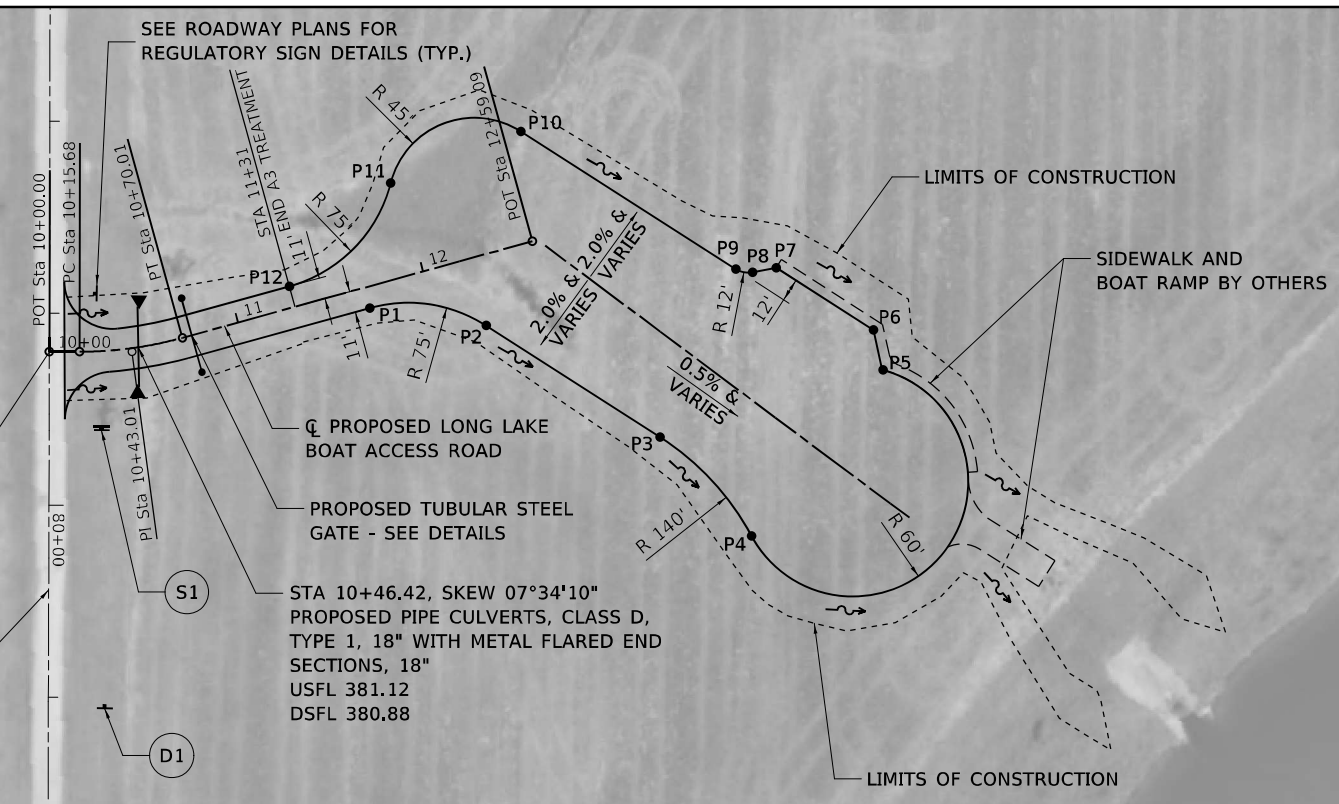 SEE ROADWAY PLANS FOR
REGULATORY SIGN DETAILS (TYP.)
POT Sta 10+00.00
PC Sta 10+15.68
PT Sta 10+70.01
STA 11+31
END A3 TREATMENT
R 45'
POT Sta 12+59.09
P10
P11
R 75'
11'
P12
LIMITS OF CONSTRUCTION
SIDEWALK AND
BOAT RAMP BY OTHERS
2.0% &
VARIES
2.0% &
VARIES
P9
P8
P7
R 12'
12'
P6
P5
10+00
11
12
P1
11'
R 75'
P2
0.5% &
VARIES
PI Sta 10+43.01
℄ PROPOSED LONG LAKE
BOAT ACCESS ROAD
P3
R 140'
P4
R 60'
PROPOSED TUBULAR STEEL
GATE - SEE DETAILS
80+00
S1
STA 10+46.42, SKEW 07°34'10"
PROPOSED PIPE CULVERTS, CLASS D,
TYPE 1, 18" WITH METAL FLARED END
SECTIONS, 18"
USFL 381.12
DSFL 380.88
D1
LIMITS OF CONSTRUCTION